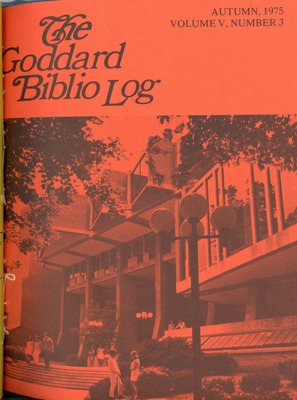 The
Goddard
Biblio Log
AUTUMN, 1975
VOLUME V, NUMBER 3